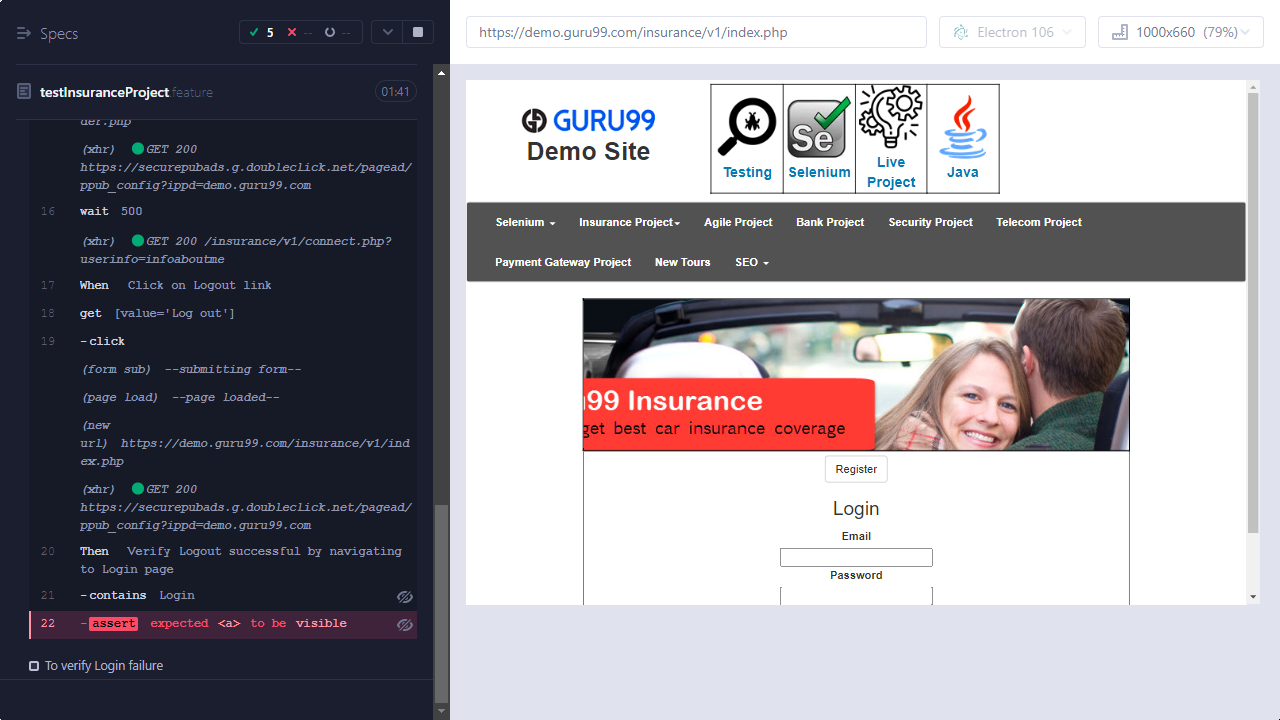 Specs
5
--
--
testInsuranceProject feature
01:41
der.php
(xhr) GET 200
https://securepubads.g.doubleclick.net/pagead/
ppub_config?ippd=demo.guru99.com
16 wait 500
(xhr) GET 200 /insurance/v1/connect.php?
userinfo=infoaboutme
17 When Click on Logout link
18 get [value='Log out']
19 -click
(form sub) --submitting form--
(page load) --page loaded--
(new
url) https://demo.guru99.com/insurance/v1/ind
ex.php
(xhr) GET 200
https://securepubads.g.doubleclick.net/pagead/
ppub_config?ippd=demo.guru99.com
20 Then Verify Logout successful by navigating
to Login page
21 -contains Login
22 -assert expected <a> to be visible
To verify Login failure
https://demo.guru99.com/insurance/v1/index.php
Electron 106
1000x660 (79%)
GURU99
Demo Site
Testing
Se
Selenium
Live
Project
Java
Selenium
Insurance Project
Agile Project
Bank Project
Security Project
Telecom Project
Payment Gateway Project
New Tours
SEO
u99 Insurance
get best car insurance coverage
Register
Login
Email
Password